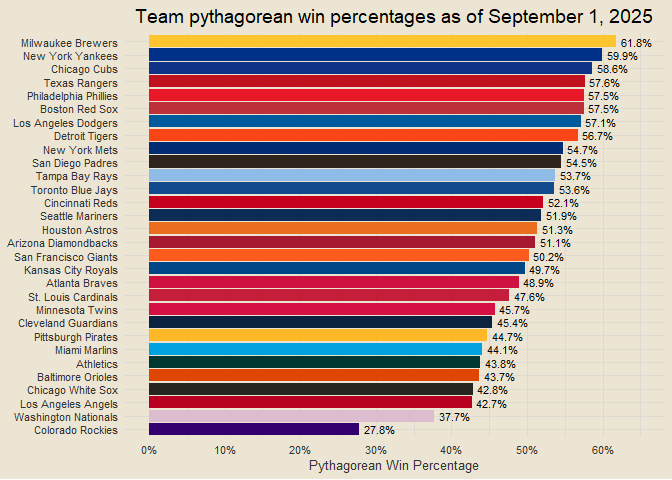 Team pythagorean win percentages as of September 1, 2025
Milwaukee Brewers 61.8%
New York Yankees 59.9%
Chicago Cubs 58.6%
Texas Rangers 57.6%
Philadelphia Phillies 57.5%
Boston Red Sox 57.5%
Los Angeles Dodgers 57.1%
Detroit Tigers 56.7%
New York Mets 54.7%
San Diego Padres 54.5%
Tampa Bay Rays 53.7%
Toronto Blue Jays 53.6%
Cincinnati Reds 52.1%
Seattle Mariners 51.9%
Houston Astros 51.3%
Arizona Diamondbacks 51.1%
San Francisco Giants 50.2%
Kansas City Royals 49.7%
Atlanta Braves 48.9%
St. Louis Cardinals 47.6%
Minnesota Twins 45.7%
Cleveland Guardians 45.4%
Pittsburgh Pirates 44.7%
Miami Marlins 44.1%
Athletics 43.8%
Baltimore Orioles 43.7%
Chicago White Sox 42.8%
Los Angeles Angels 42.7%
Washington Nationals 37.7%
Colorado Rockies 27.8%
0% 10% 20% 30% 40% 50% 60%
Pythagorean Win Percentage